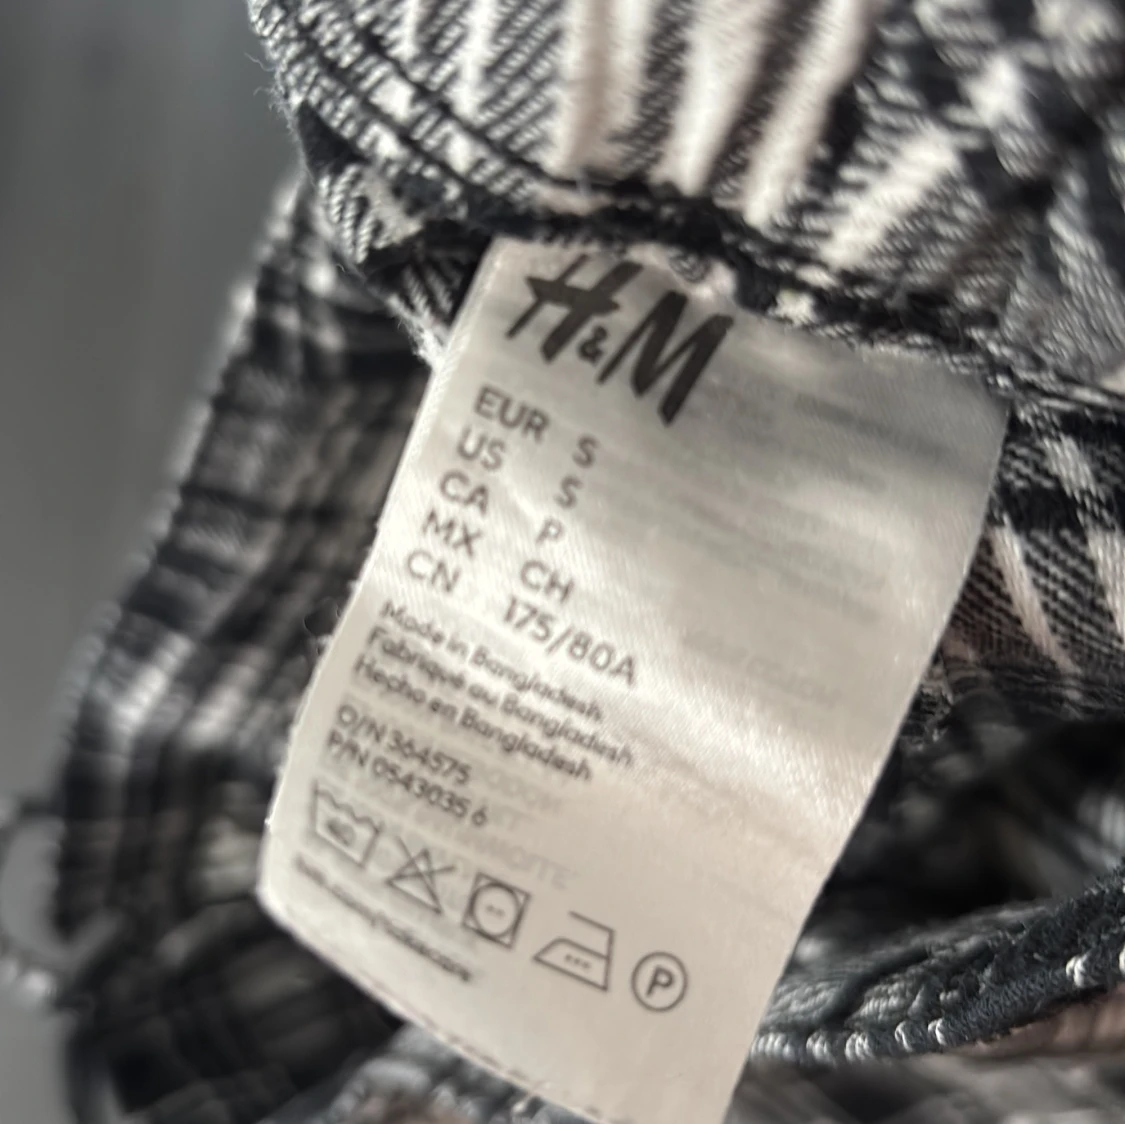 H&M
EUR S
US S
CA P
MX CH
CN 175/80A
Made in Bangladesh
Fabriqué au Bangladesh
Hecho en Bangladesh
O/N 364575
P/N 0543035 6
40
P